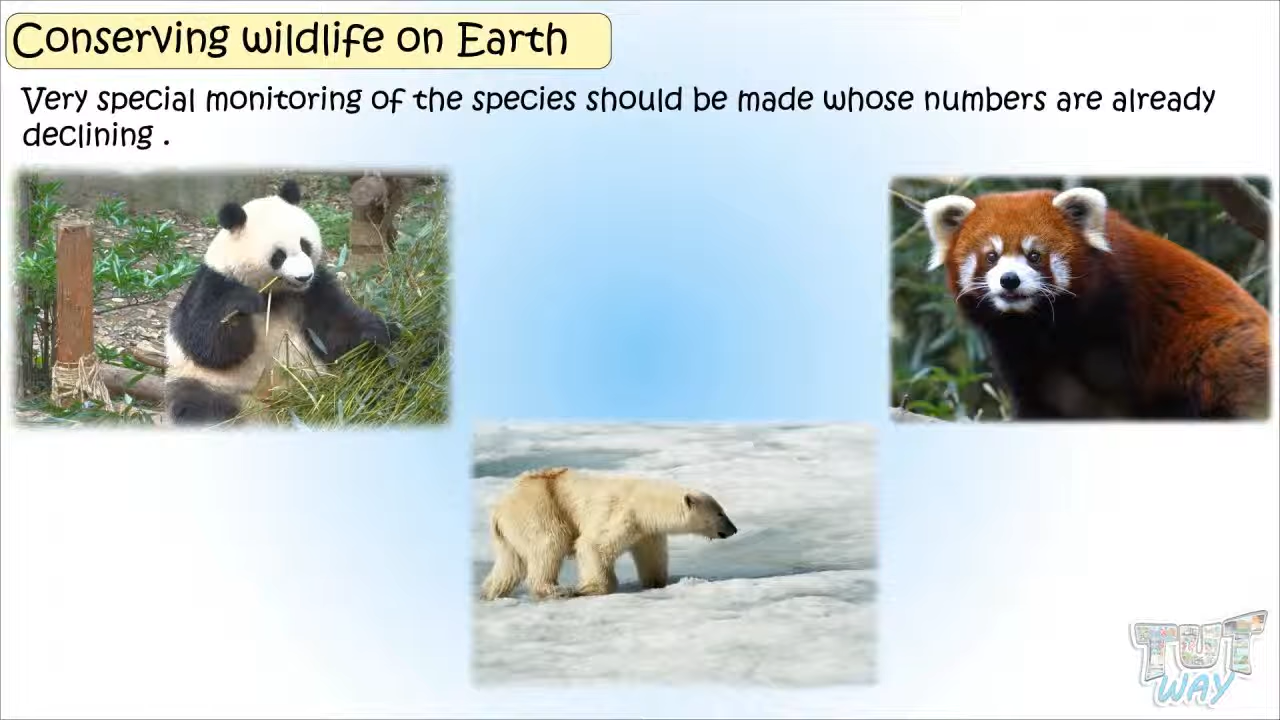 Conserving wildlife on Earth
Very special monitoring of the species should be made whose numbers are already
declining .
TUT
WAY